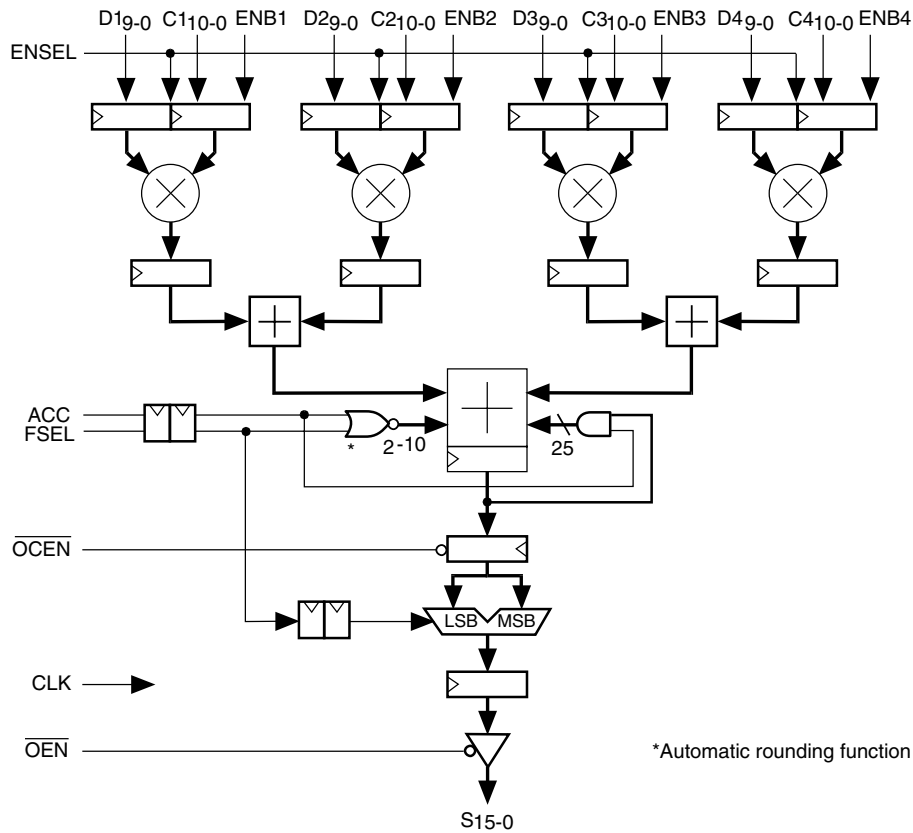 D19-0 C110-0 ENB1 D29-0 C210-0 ENB2 D39-0 C310-0 ENB3 D49-0 C410-0 ENB4
ENSEL
ACC
FSEL
*
2-10
25
OCEN
LSB MSB
CLK
OEN
*Automatic rounding function
S15-0